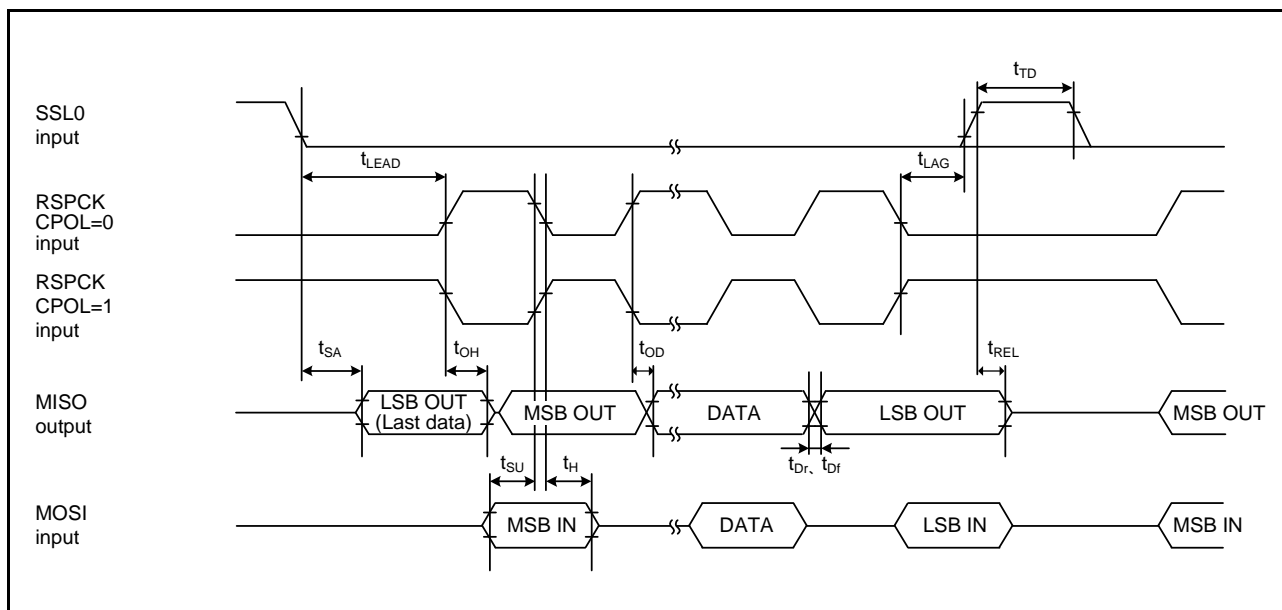 tTD
SSL0
input
tLEAD
tLAG
RSPCK
CPOL=0
input
RSPCK
CPOL=1
input
tSA
tOH
tOD
tREL
MISO
output
LSB OUT
(Last data)
MSB OUT
DATA
LSB OUT
MSB OUT
tSU
tH
tDr、tDf
MOSI
input
MSB IN
DATA
LSB IN
MSB IN